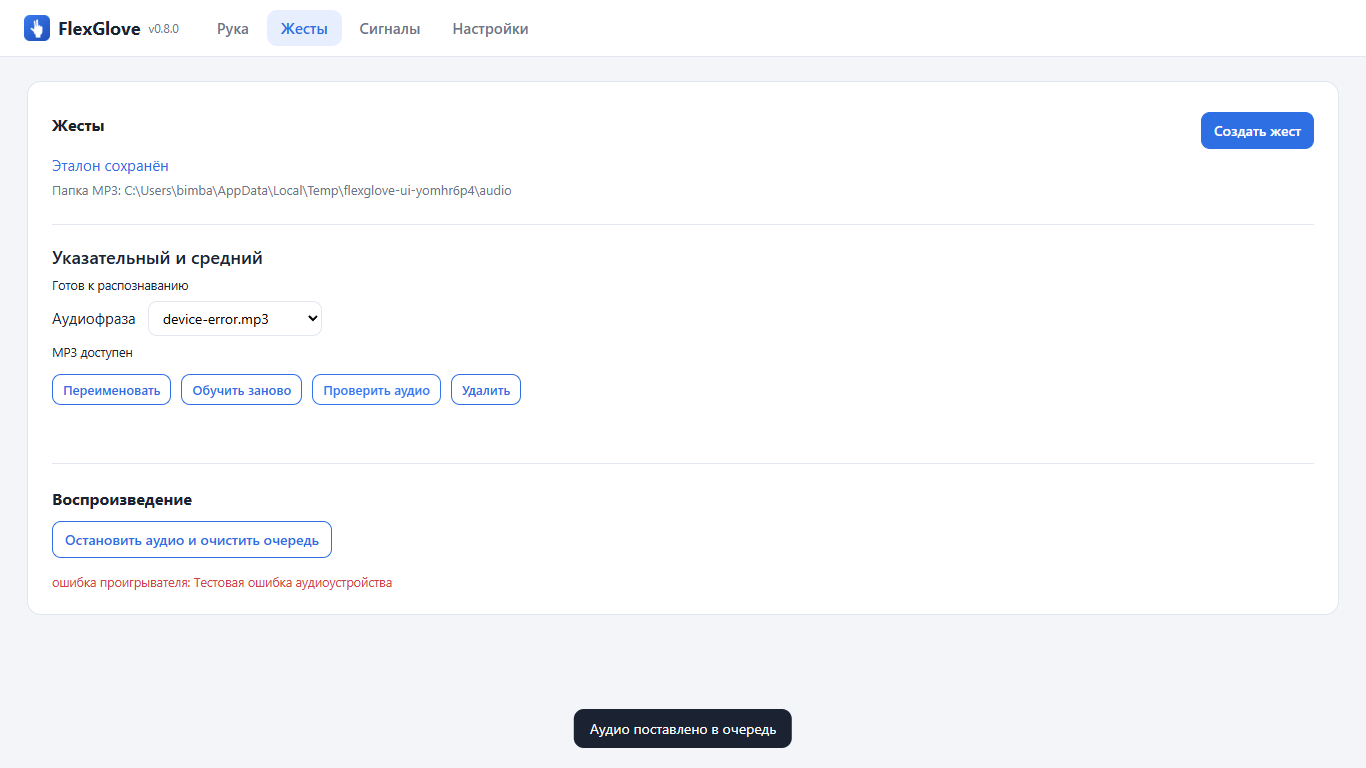 FlexGlove v0.8.0 Рука Жесты Сигналы Настройки
Жесты
Создать жест
Эталон сохранён
Папка MP3: C:\Users\bimba\AppData\Local\Temp\flexglove-ui-yomhr6p4\audio
Указательный и средний
Готов к распознаванию
Аудиофраза device-error.mp3
MP3 доступен
Переименовать Обучить заново Проверить аудио Удалить
Воспроизведение
Остановить аудио и очистить очередь
ошибка проигрывателя: Тестовая ошибка аудиоустройства
Аудио поставлено в очередь